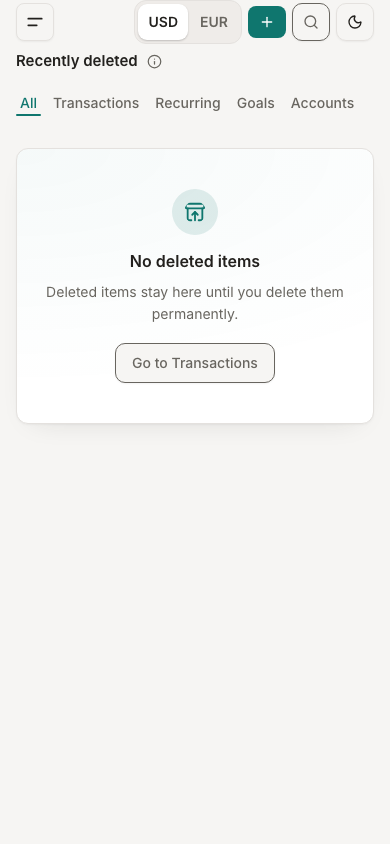 USD EUR
Recently deleted
All Transactions Recurring Goals Accounts
No deleted items
Deleted items stay here until you delete them
permanently.
Go to Transactions